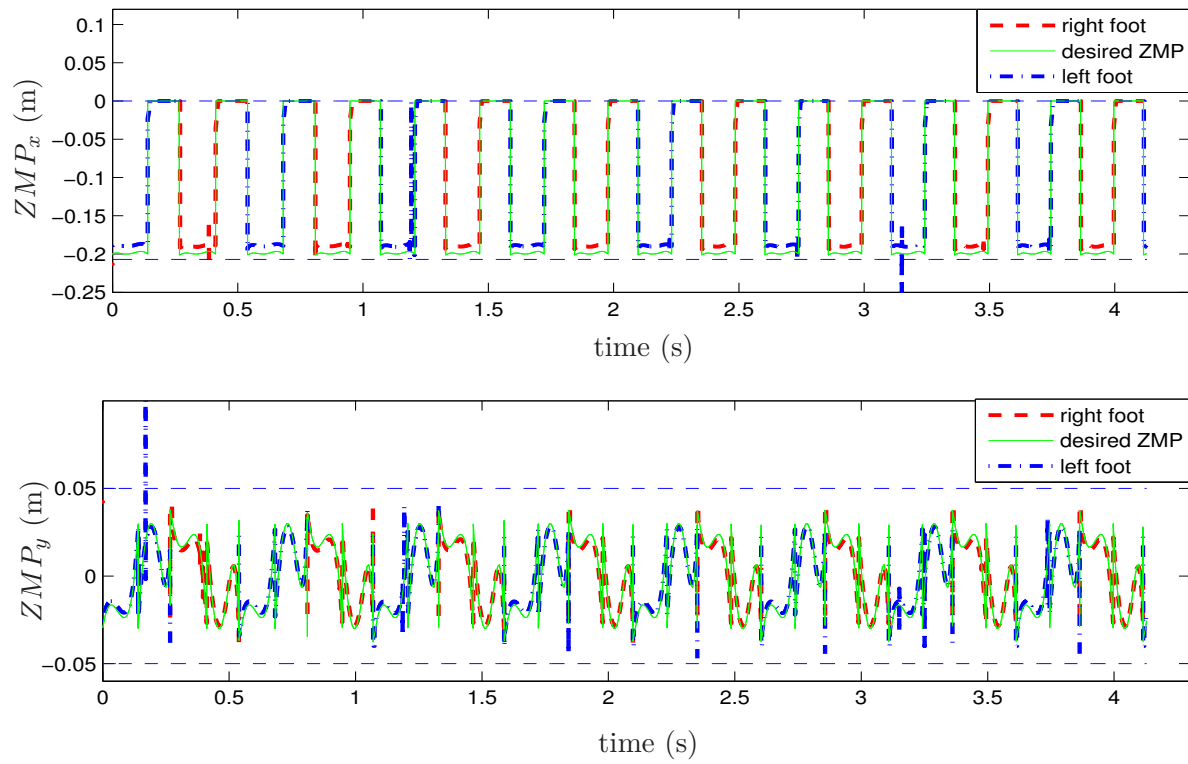 0.1
0.05
0
−0.05
−0.1
−0.15
−0.2
−0.25
ZMP_x (m)
right foot
desired ZMP
left foot
0 0.5 1 1.5 2 2.5 3 3.5 4
time (s)
0.05
0
−0.05
ZMP_y (m)
right foot
desired ZMP
left foot
0 0.5 1 1.5 2 2.5 3 3.5 4
time (s)